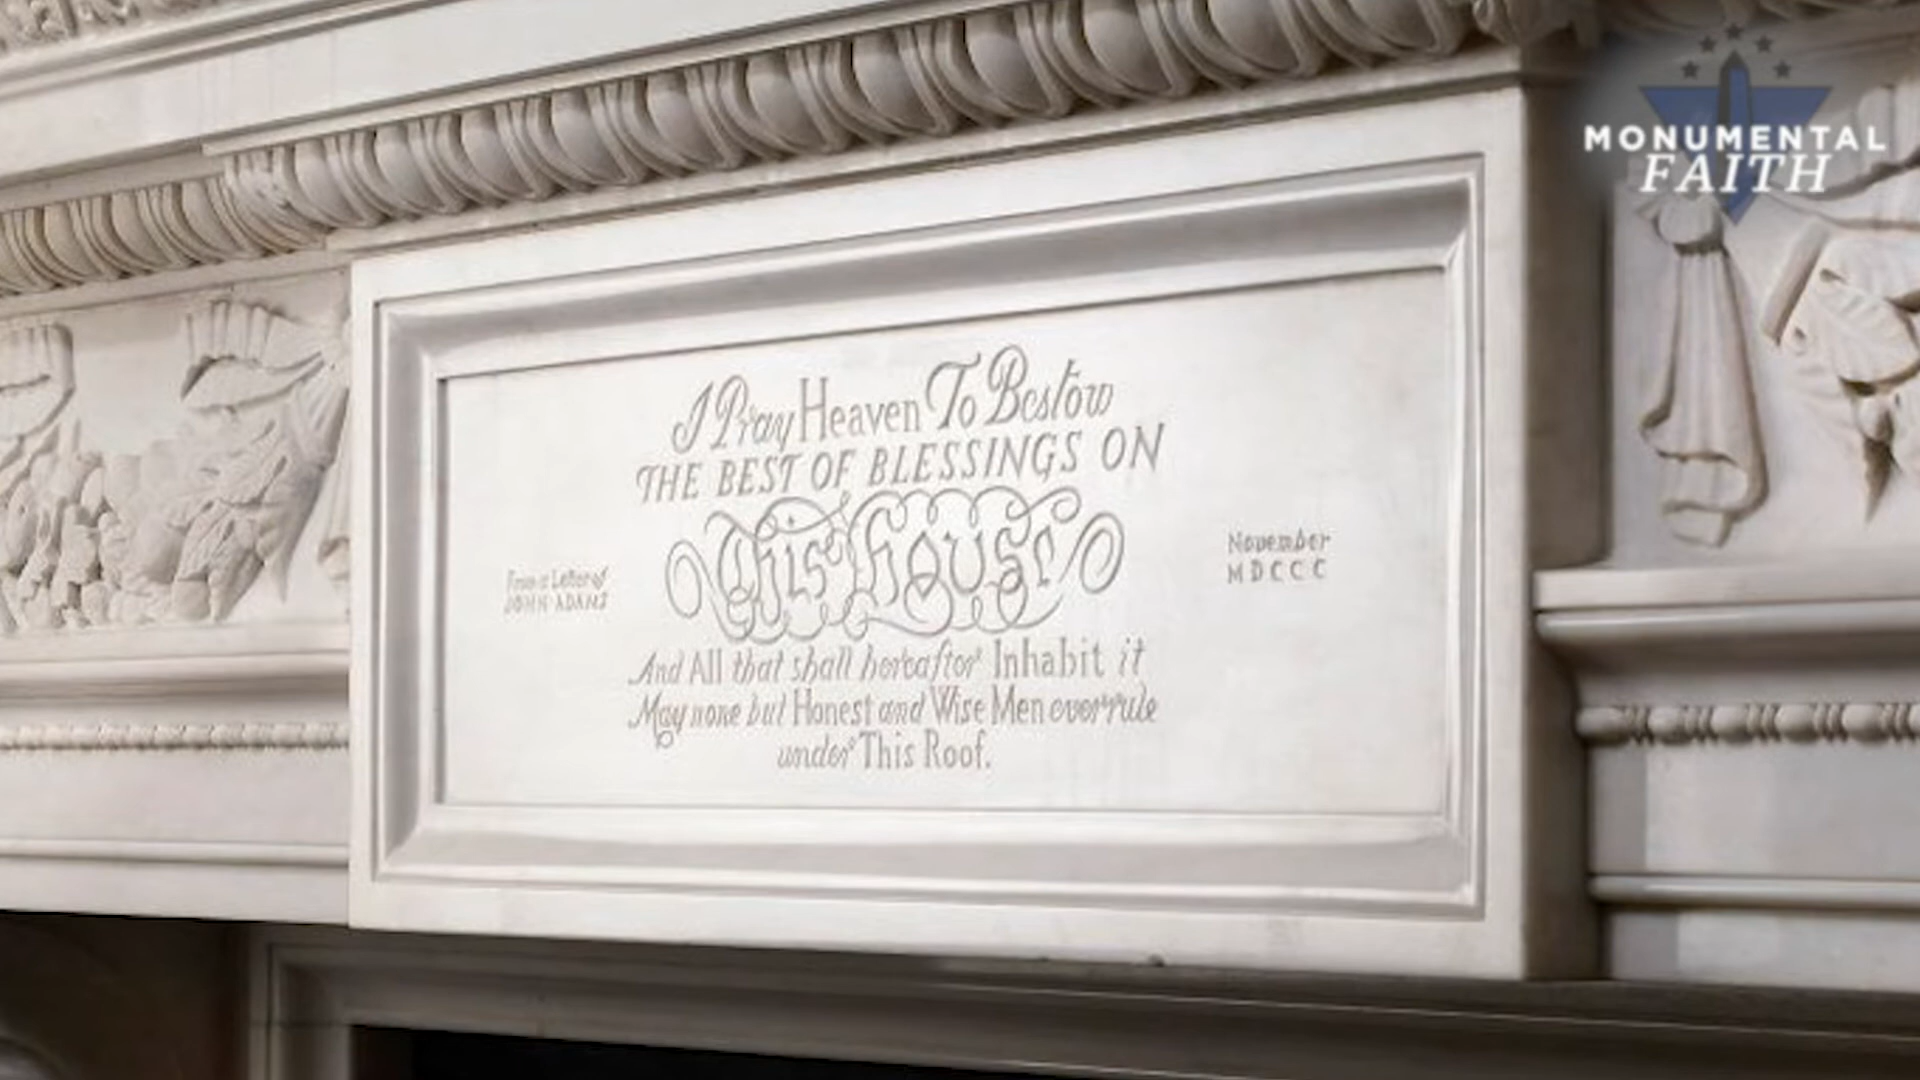 MONUMENTAL
FAITH
I Pray Heaven To Bestow
THE BEST OF BLESSINGS ON
This House
From a Letter of
JOHN ADAMS
November
MDCCC
And All that shall hereafter Inhabit it
May none but Honest and Wise Men ever rule
under This Roof.